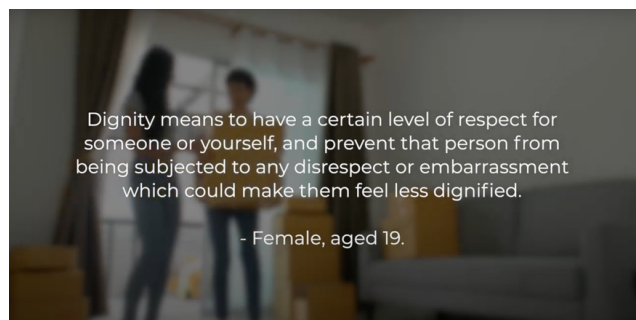 Dignity means to have a certain level of respect for
someone or yourself, and prevent that person from
being subjected to any disrespect or embarrassment
which could make them feel less dignified.
- Female, aged 19.